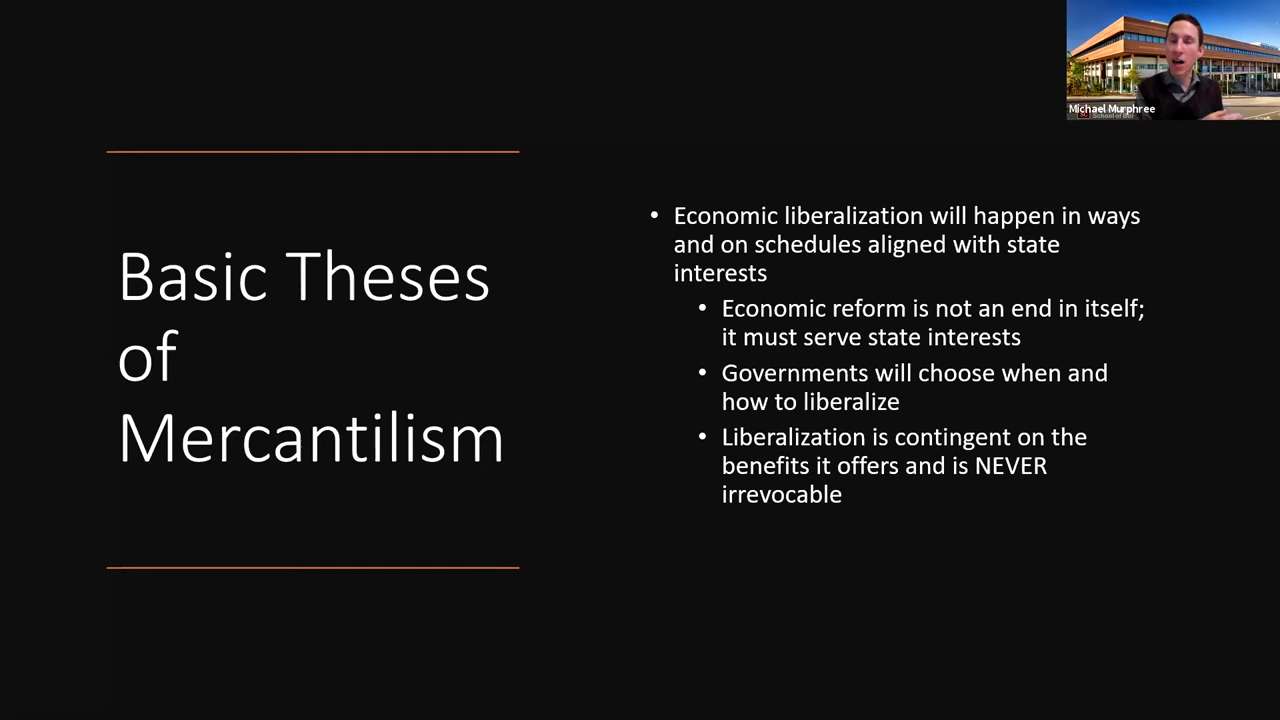 Michael Murphree
Basic Theses
of
Mercantilism
• Economic liberalization will happen in ways
and on schedules aligned with state
interests
• Economic reform is not an end in itself;
it must serve state interests
• Governments will choose when and
how to liberalize
• Liberalization is contingent on the
benefits it offers and is NEVER
irrevocable